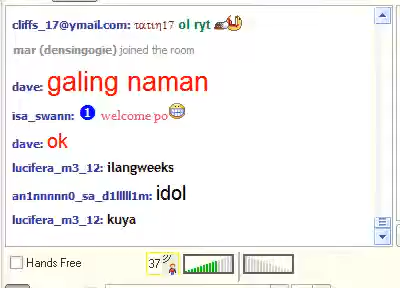 cliffs_17@ymail.com: τατιη17 ol ryt
mar (densingogie) joined the room
dave: galing naman
isa_swann: 1 welcome po
dave: ok
lucifera_m3_12: ilangweeks
an1nnnnn0_sa_d1lllll1m: idol
lucifera_m3_12: kuya
Hands Free 37